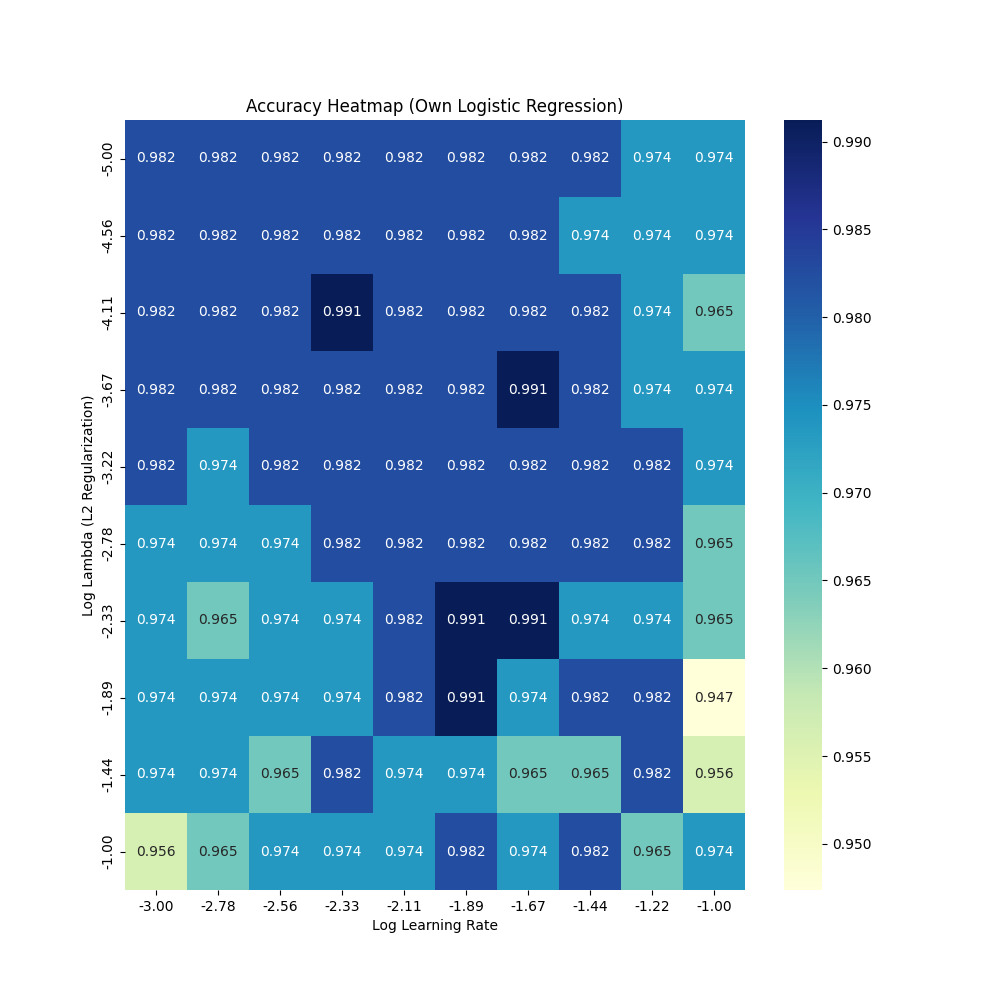 Accuracy Heatmap (Own Logistic Regression)
Log Lambda (L2 Regularization)
-5.00 0.982 0.982 0.982 0.982 0.982 0.982 0.982 0.982 0.974 0.974
-4.56 0.982 0.982 0.982 0.982 0.982 0.982 0.982 0.974 0.974 0.974
-4.11 0.982 0.982 0.982 0.991 0.982 0.982 0.982 0.982 0.974 0.965
-3.67 0.982 0.982 0.982 0.982 0.982 0.982 0.991 0.982 0.974 0.974
-3.22 0.982 0.974 0.982 0.982 0.982 0.982 0.982 0.982 0.982 0.974
-2.78 0.974 0.974 0.974 0.982 0.982 0.982 0.982 0.982 0.982 0.965
-2.33 0.974 0.965 0.974 0.974 0.982 0.991 0.991 0.974 0.974 0.965
-1.89 0.974 0.974 0.974 0.974 0.982 0.991 0.974 0.982 0.982 0.947
-1.44 0.974 0.974 0.965 0.982 0.974 0.974 0.965 0.965 0.982 0.956
-1.00 0.956 0.965 0.974 0.974 0.974 0.982 0.974 0.982 0.965 0.974
-3.00 -2.78 -2.56 -2.33 -2.11 -1.89 -1.67 -1.44 -1.22 -1.00
Log Learning Rate
0.990
0.985
0.980
0.975
0.970
0.965
0.960
0.955
0.950